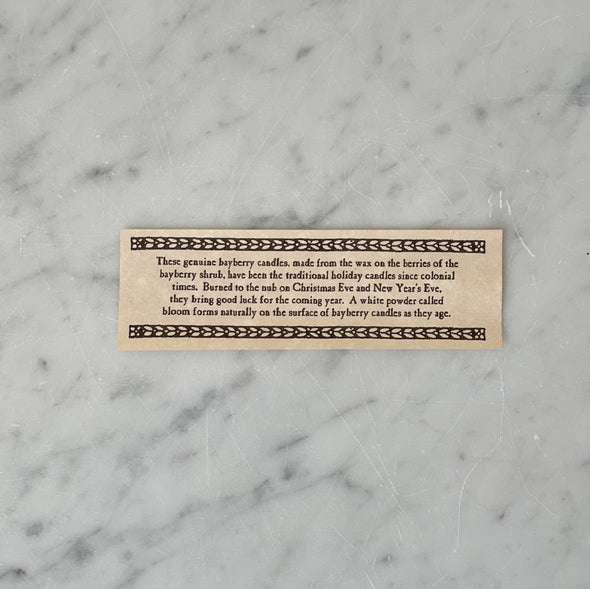 These genuine bayberry candles, made from the wax on the berries of the
bayberry shrub, have been the traditional holiday candles since colonial
times. Burned to the nub on Christmas Eve and New Year's Eve,
they bring good luck for the coming year. A white powder called
bloom forms naturally on the surface of bayberry candles as they age.